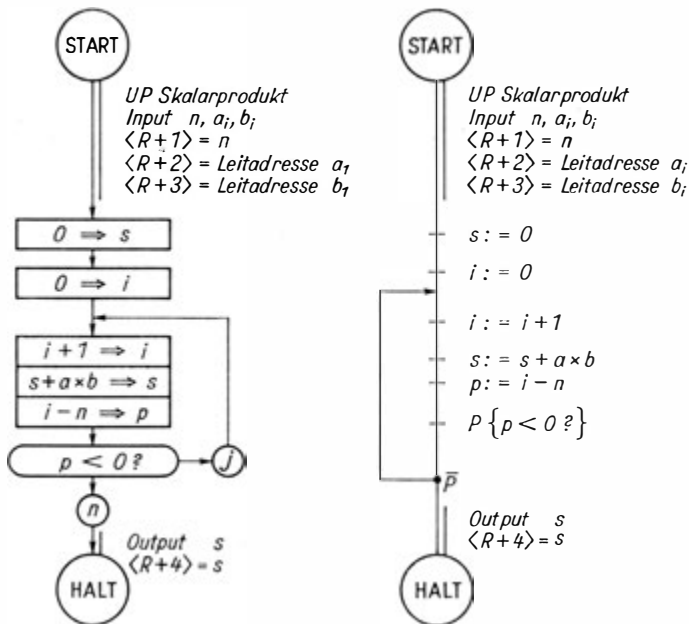 START
UP Skalarprodukt
Input n, aᵢ, bᵢ
⟨R+1⟩ = n
⟨R+2⟩ = Leitadresse a₁
⟨R+3⟩ = Leitadresse b₁
0 ⇒ s
0 ⇒ i
i+1 ⇒ i
s+a×b ⇒ s
i−n ⇒ p
p < 0?
j
n
Output s
⟨R+4⟩ = s
HALT
START
UP Skalarprodukt
Input n, aᵢ, bᵢ
⟨R+1⟩ = n
⟨R+2⟩ = Leitadresse aᵢ
⟨R+3⟩ = Leitadresse bᵢ
s := 0
i := 0
i := i+1
s := s+a×b
p := i−n
P{p < 0?}
p̅
Output s
⟨R+4⟩ = s
HALT